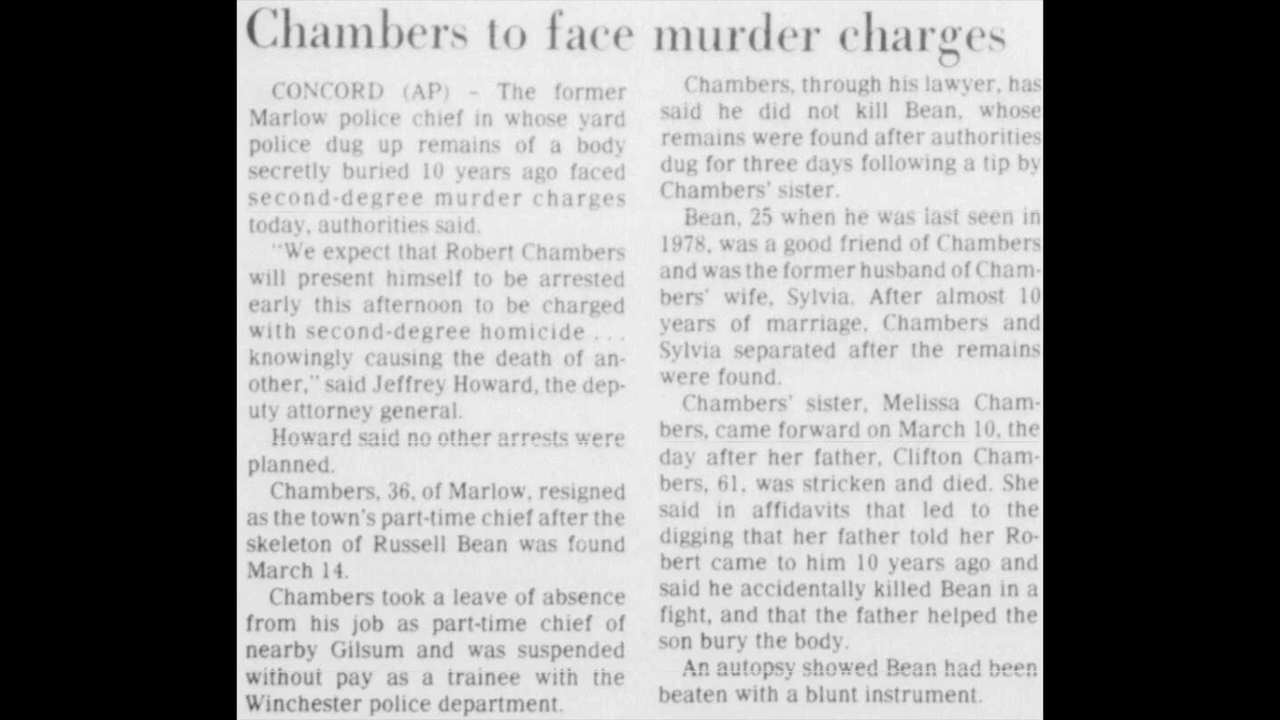 Chambers to face murder charges
CONCORD (AP) - The former
Marlow police chief in whose yard
police dug up remains of a body
secretly buried 10 years ago faced
second-degree murder charges
today, authorities said.
"We expect that Robert Chambers
will present himself to be arrested
early this afternoon to be charged
with second-degree homicide . . .
knowingly causing the death of an-
other," said Jeffrey Howard, the dep-
uty attorney general.
Howard said no other arrests were
planned.
Chambers, 36, of Marlow, resigned
as the town's part-time chief after the
skeleton of Russell Bean was found
March 14.
Chambers took a leave of absence
from his job as part-time chief of
nearby Gilsum and was suspended
without pay as a trainee with the
Winchester police department.
Chambers, through his lawyer, has
said he did not kill Bean, whose
remains were found after authorities
dug for three days following a tip by
Chambers' sister.
Bean, 25 when he was last seen in
1978, was a good friend of Chambers
and was the former husband of Cham-
bers' wife, Sylvia. After almost 10
years of marriage, Chambers and
Sylvia separated after the remains
were found.
Chambers' sister, Melissa Cham-
bers, came forward on March 10, the
day after her father, Clifton Cham-
bers, 61, was stricken and died. She
said in affidavits that led to the
digging that her father told her Ro-
bert came to him 10 years ago and
said he accidentally killed Bean in a
fight, and that the father helped the
son bury the body.
An autopsy showed Bean had been
beaten with a blunt instrument.